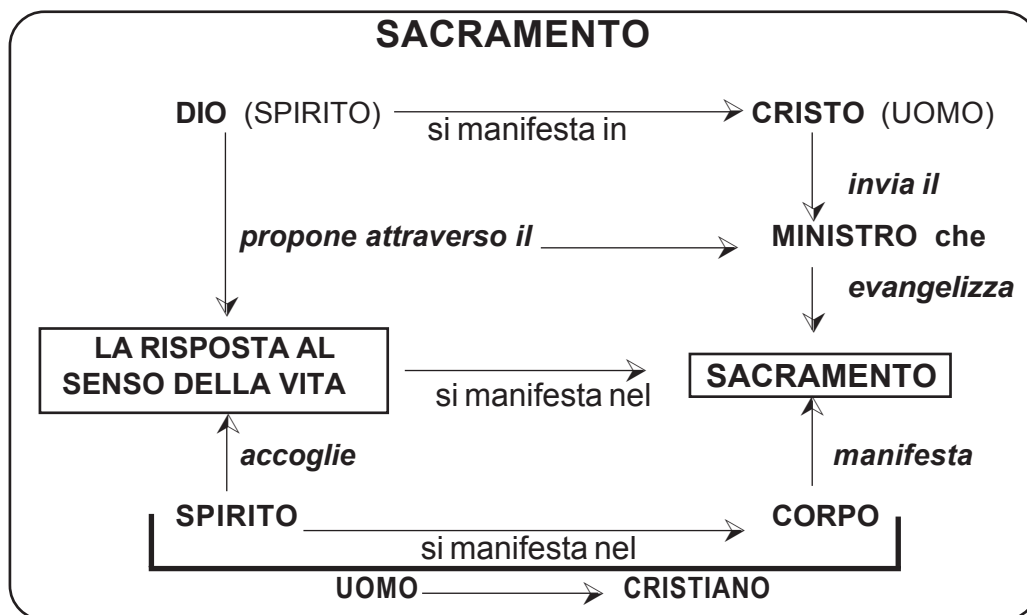 SACRAMENTO
DIO (SPIRITO)
si manifesta in
CRISTO (UOMO)
invia il
propone attraverso il
MINISTRO che
evangelizza
LA RISPOSTA AL
SENSO DELLA VITA
si manifesta nel
SACRAMENTO
accoglie
manifesta
SPIRITO
si manifesta nel
CORPO
UOMO
CRISTIANO